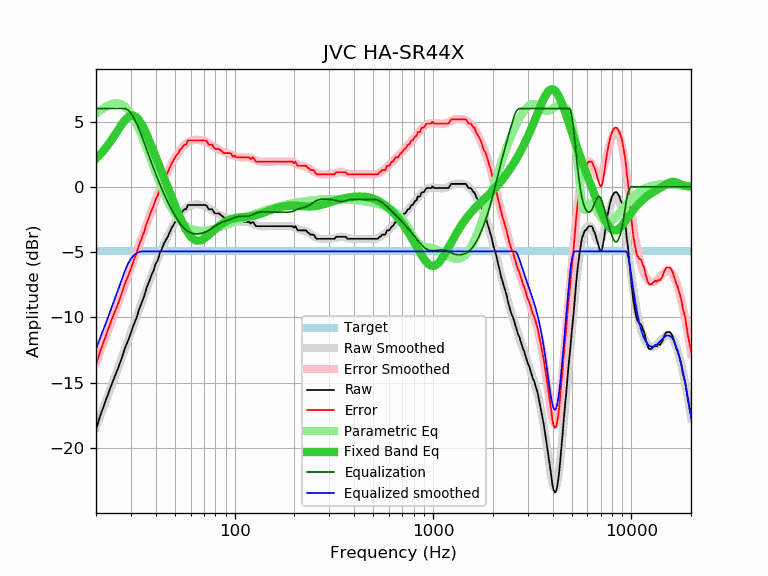 JVC HA-SR44X
Amplitude (dBr)
5
0
−5
−10
−15
−20
Target
Raw Smoothed
Error Smoothed
Raw
Error
Parametric Eq
Fixed Band Eq
Equalization
Equalized smoothed
100
1000
10000
Frequency (Hz)